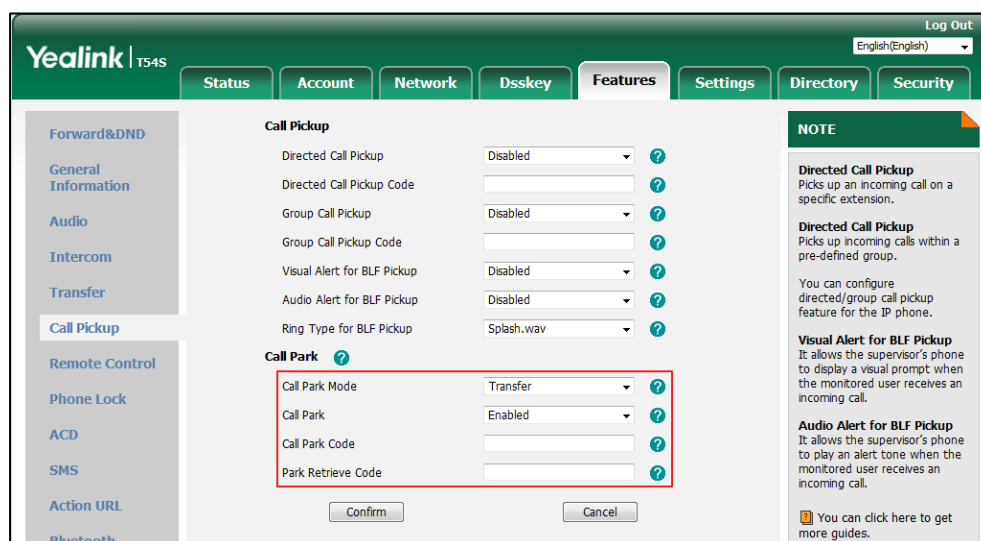 Log Out
Yealink T54S
English(English)
Status Account Network Dsskey Features Settings Directory Security
Forward&DND
General
Information
Audio
Intercom
Transfer
Call Pickup
Remote Control
Phone Lock
ACD
SMS
Action URL
Bluetooth
Call Pickup
Directed Call Pickup Disabled ?
Directed Call Pickup Code ?
Group Call Pickup Disabled ?
Group Call Pickup Code ?
Visual Alert for BLF Pickup Disabled ?
Audio Alert for BLF Pickup Disabled ?
Ring Type for BLF Pickup Splash.wav ?
Call Park ?
Call Park Mode Transfer ?
Call Park Enabled ?
Call Park Code ?
Park Retrieve Code ?
Confirm Cancel
NOTE
Directed Call Pickup
Picks up an incoming call on a
specific extension.
Directed Call Pickup
Picks up incoming calls within a
pre-defined group.
You can configure
directed/group call pickup
feature for the IP phone.
Visual Alert for BLF Pickup
It allows the supervisor's phone
to display a visual prompt when
the monitored user receives an
incoming call.
Audio Alert for BLF Pickup
It allows the supervisor's phone
to play an alert tone when the
monitored user receives an
incoming call.
? You can click here to get
more guides.